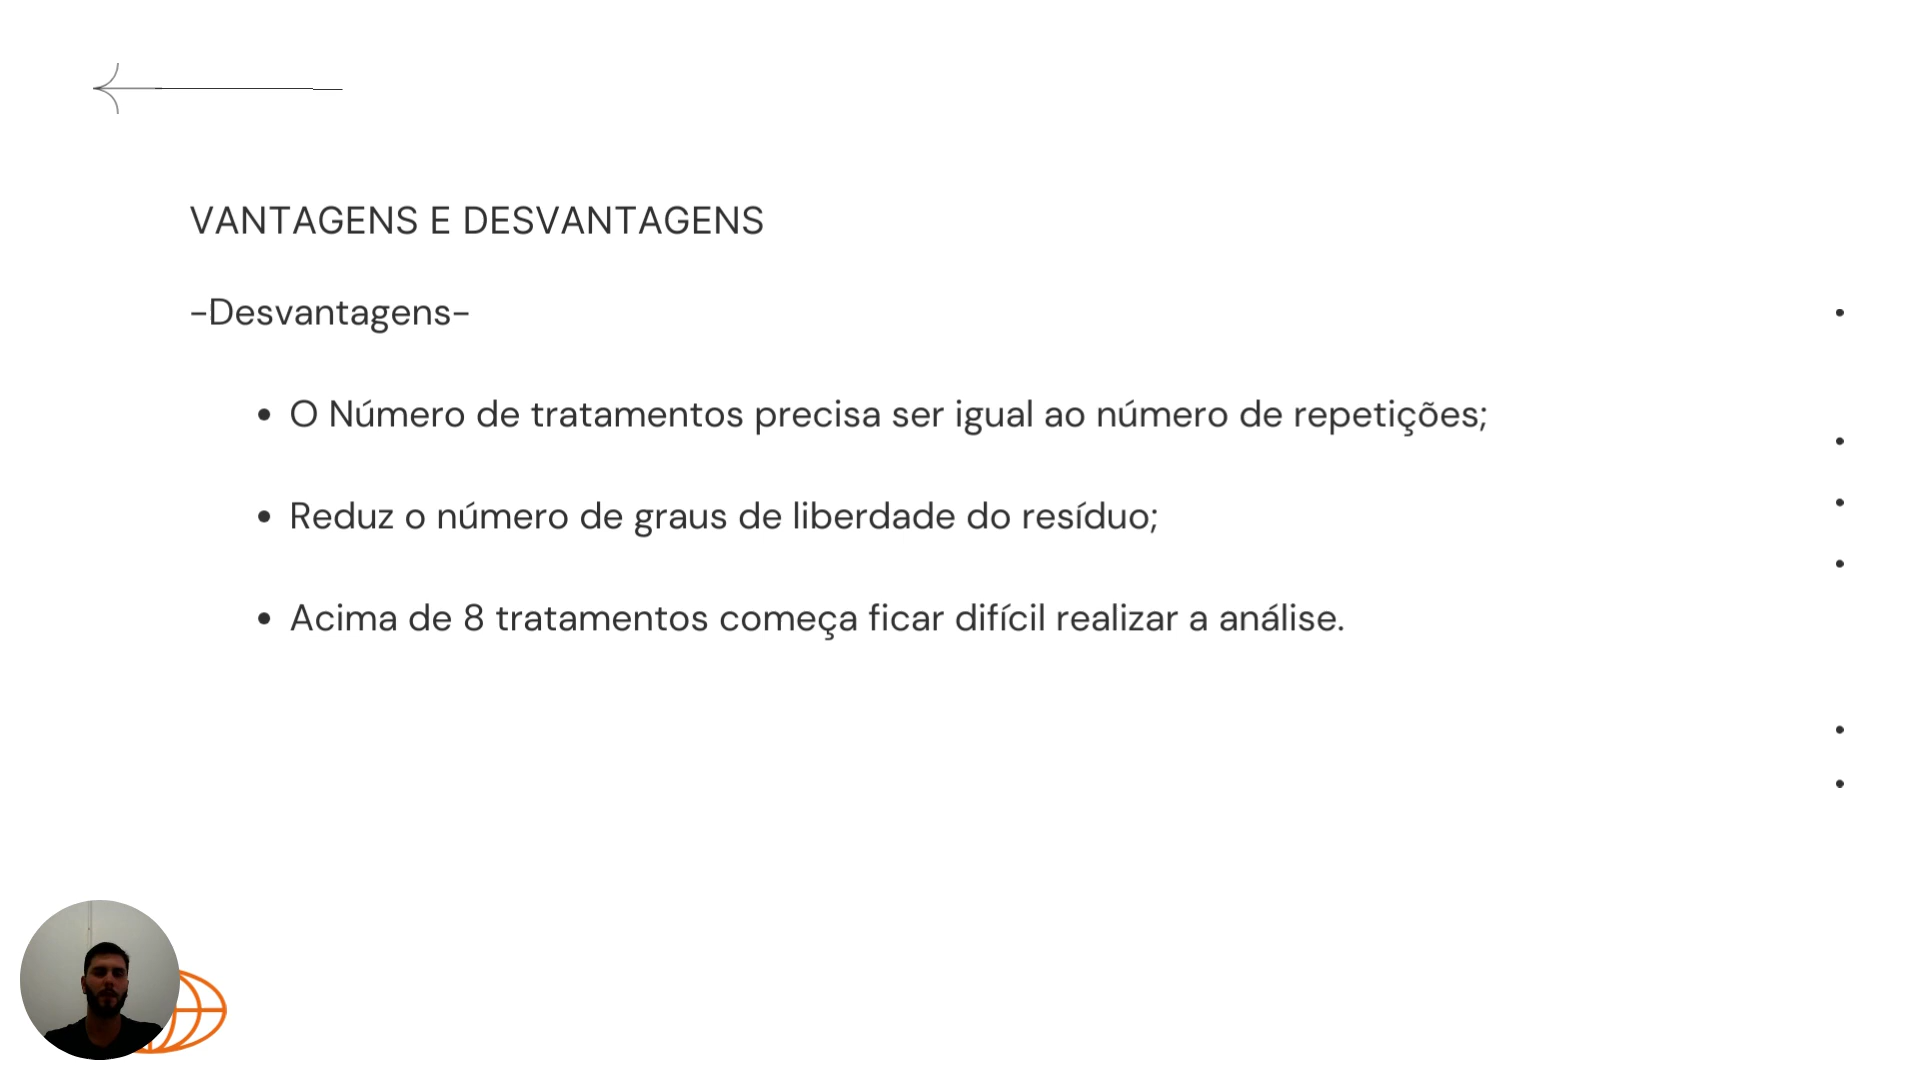 VANTAGENS E DESVANTAGENS
-Desvantagens-
• O Número de tratamentos precisa ser igual ao número de repetições;
• Reduz o número de graus de liberdade do resíduo;
• Acima de 8 tratamentos começa ficar difícil realizar a análise.